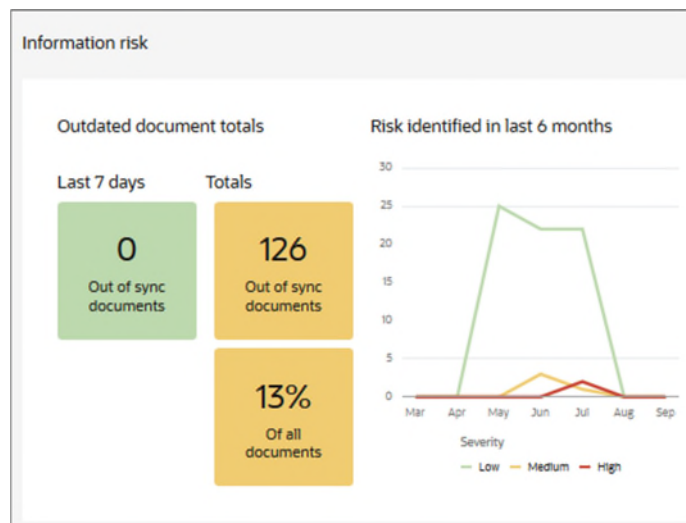 Information risk
Outdated document totals
Last 7 days
Totals
0
Out of sync
documents
126
Out of sync
documents
13%
Of all
documents
Risk identified in last 6 months
30
25
20
15
10
5
0
Mar Apr May Jun Jul Aug Sep
Severity
Low Medium High